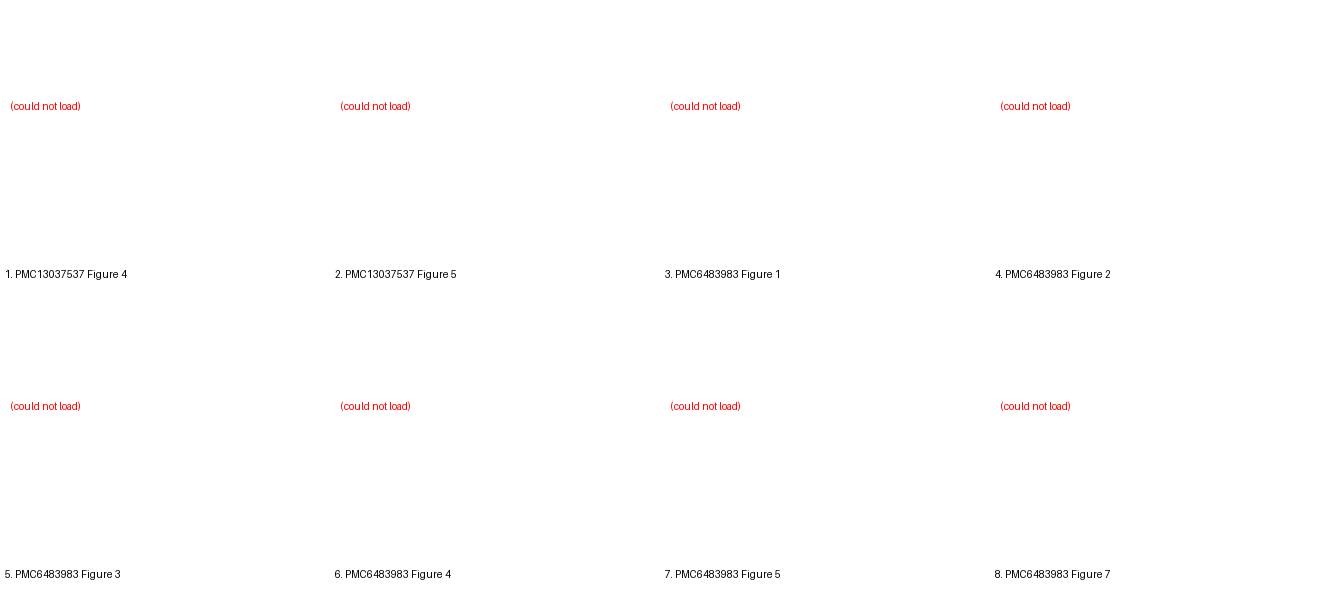 (could not load) (could not load) (could not load) (could not load)
1. PMC13037537 Figure 4 2. PMC13037537 Figure 5 3. PMC6483983 Figure 1 4. PMC6483983 Figure 2
(could not load) (could not load) (could not load) (could not load)
5. PMC6483983 Figure 3 6. PMC6483983 Figure 4 7. PMC6483983 Figure 5 8. PMC6483983 Figure 7